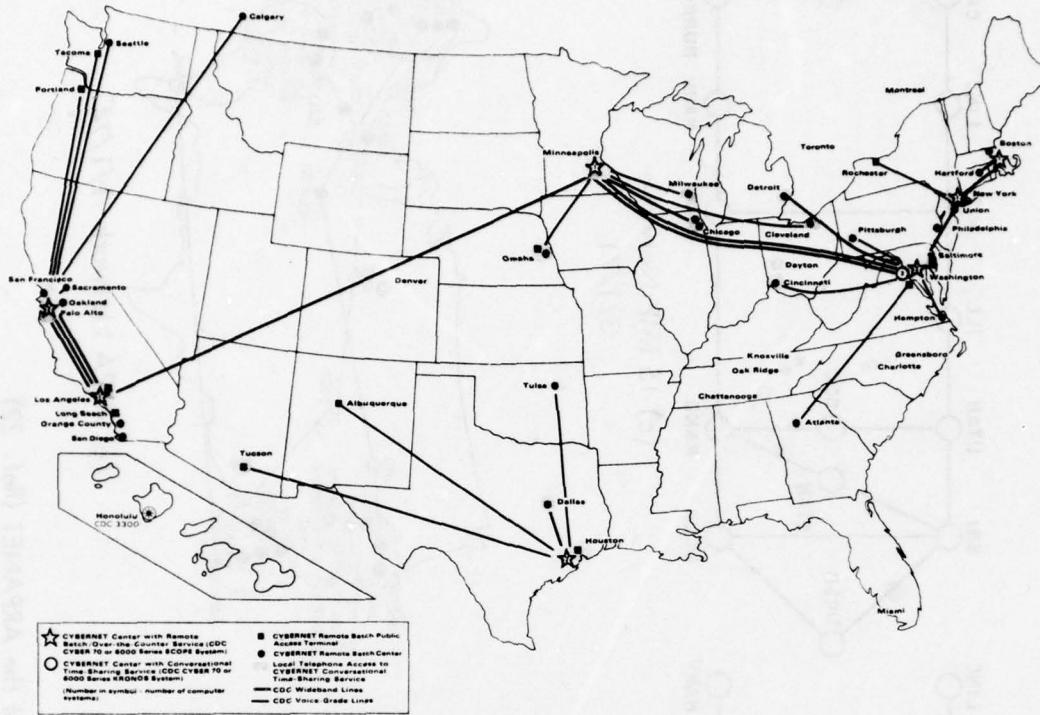 Calgary
Seattle
Tacoma
Portland
Montreal
Boston
Toronto
Minneapolis
Rochester
Hartford
Milwaukee
Detroit
New York
Union
Chicago
Cleveland
Pittsburgh
Philadelphia
Omaha
Baltimore
Dayton
Washington
San Francisco
Sacramento
Denver
Cincinnati
Oakland
Palo Alto
Hampton
Knoxville
Greensboro
Oak Ridge
Charlotte
Los Angeles
Tulsa
Chattanooga
Long Beach
Albuquerque
Orange County
Atlanta
San Diego
Tucson
Dallas
Honolulu
CDC 3300
Houston
Miami
CYBERNET Center with Remote
Batch/Over-the-Counter Service (CDC
CYBER 70 or 6000 Series SCOPE System)
CYBERNET Center with Conversational
Time-Sharing Service (CDC CYBER 70 or
6000 Series KRONOS System)
(Number in symbol - number of computer
systems)
CYBERNET Remote Batch Public
Access Terminal
CYBERNET Remote Batch Center
Local Telephone Access to
CYBERNET Conversational
Time-Sharing Service
CDC Wideband Lines
CDC Voice-Grade Lines